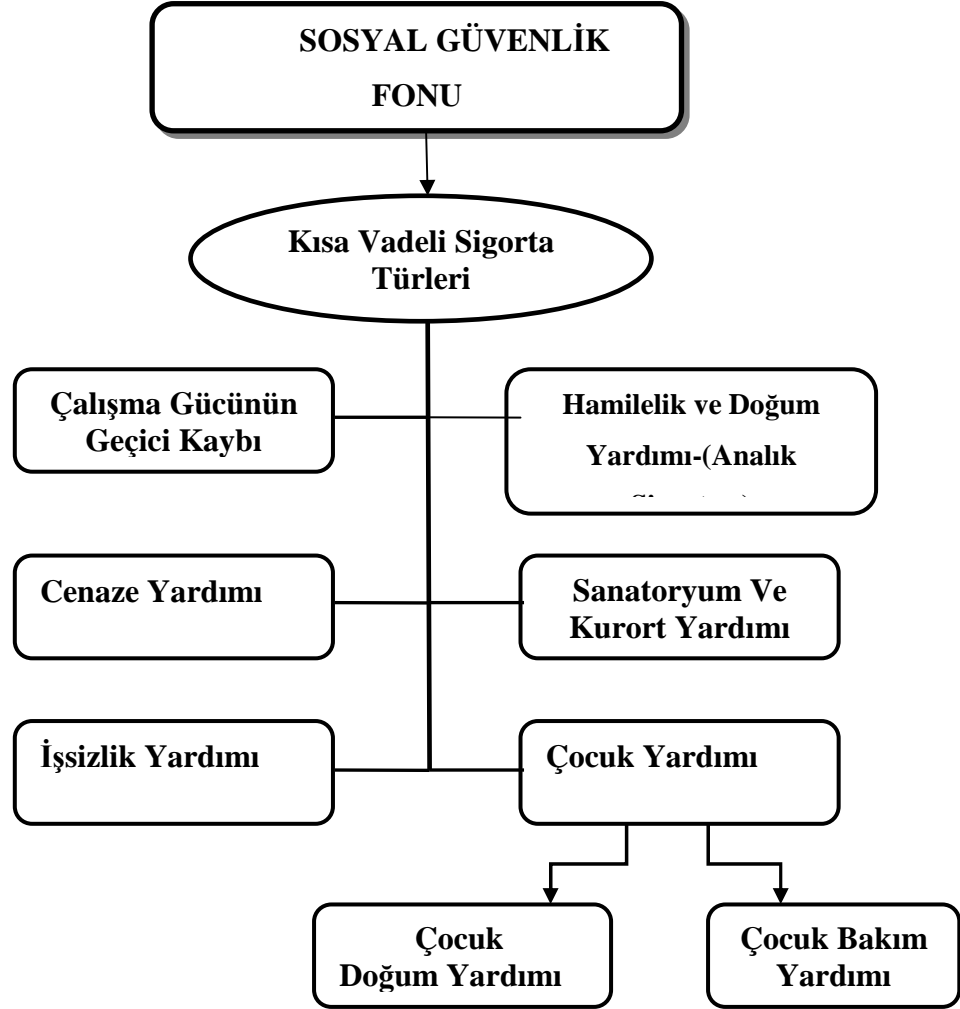 SOSYAL GÜVENLİK
FONU
Kısa Vadeli Sigorta
Türleri
Çalışma Gücünün
Geçici Kaybı
Hamilelik ve Doğum
Yardımı-(Analık
Cenaze Yardımı
Sanatoryum Ve
Kurort Yardımı
İşsizlik Yardımı
Çocuk Yardımı
Çocuk
Doğum Yardımı
Çocuk Bakım
Yardımı